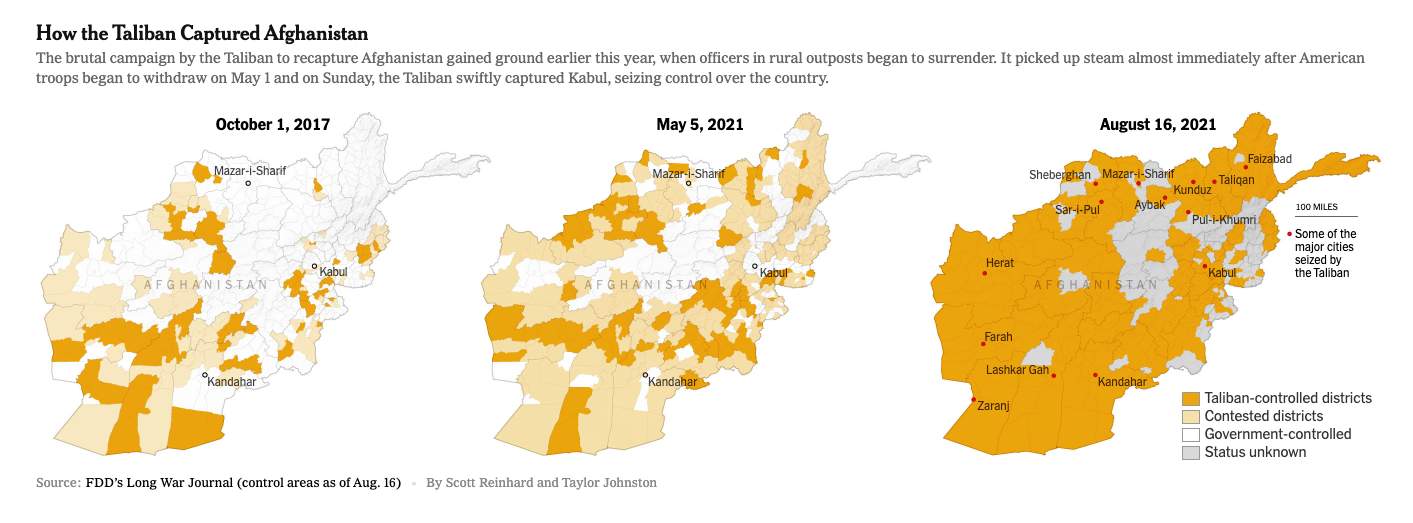 How the Taliban Captured Afghanistan
The brutal campaign by the Taliban to recapture Afghanistan gained ground earlier this year, when officers in rural outposts began to surrender. It picked up steam almost immediately after American
troops began to withdraw on May 1 and on Sunday, the Taliban swiftly captured Kabul, seizing control over the country.
October 1, 2017
Mazar-i-Sharif
Kabul
AFGHANISTAN
Kandahar
May 5, 2021
Mazar-i-Sharif
Kabul
AFGHANISTAN
Kandahar
August 16, 2021
Faizabad
Sheberghan
Mazar-i-Sharif
Taliqan
Kunduz
Aybak
Sar-i-Pul
Pul-i-Khumri
Herat
Kabul
AFGHANISTAN
Farah
Lashkar Gah
Kandahar
Zaranj
100 MILES
Some of the
major cities
seized by
the Taliban
Taliban-controlled districts
Contested districts
Government-controlled
Status unknown
Source: FDD's Long War Journal (control areas as of Aug. 16) • By Scott Reinhard and Taylor Johnston